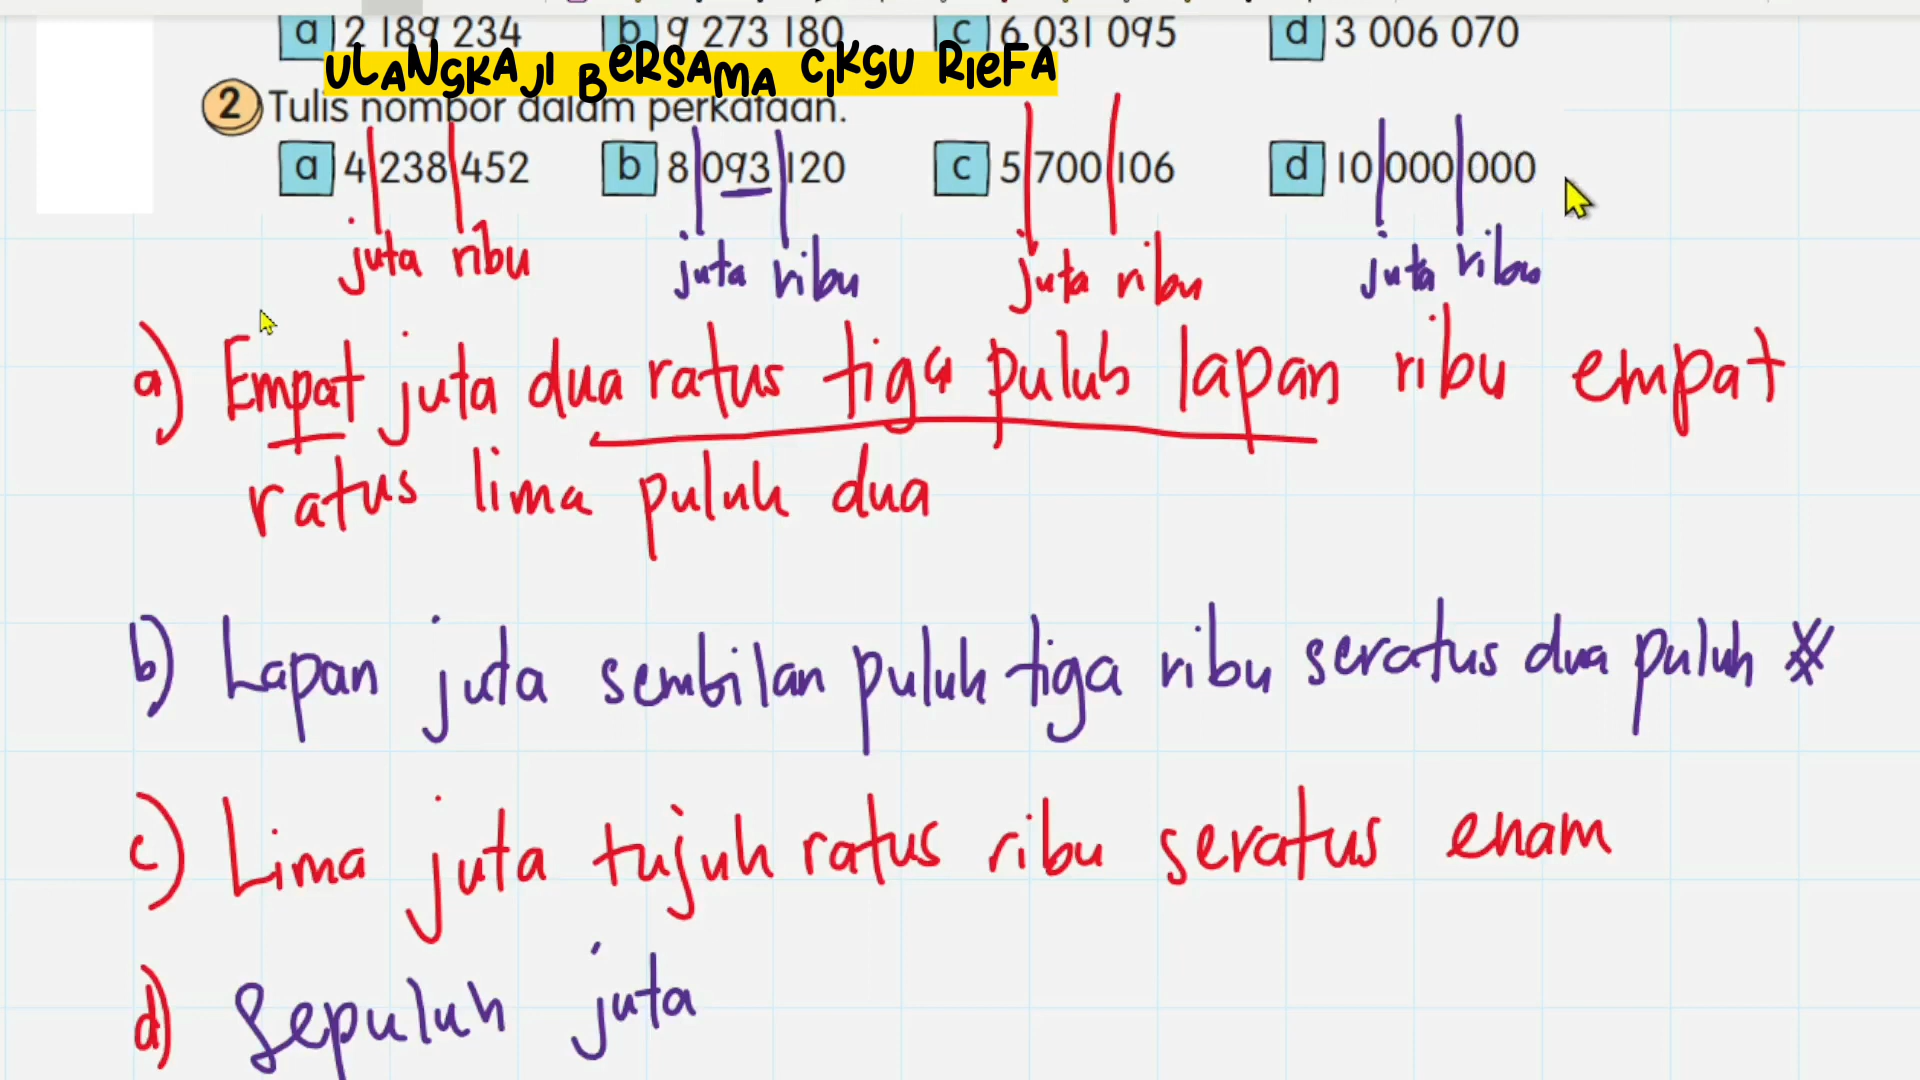 a 2 189 234 b 9 273 180 c 6 031 095 d 3 006 070
ULANGKAJI BERSAMA CIKGU RIEFA
2 Tulis nombor dalam perkataan.
a 4 238 452 b 8 093 120 c 5 700 106 d 10 000 000
juta ribu juta ribu juta ribu juta ribu
a) Empat juta dua ratus tiga puluh lapan ribu empat
ratus lima puluh dua
b) Lapan juta sembilan puluh tiga ribu seratus dua puluh
c) Lima juta tujuh ratus ribu seratus enam
d) Sepuluh juta